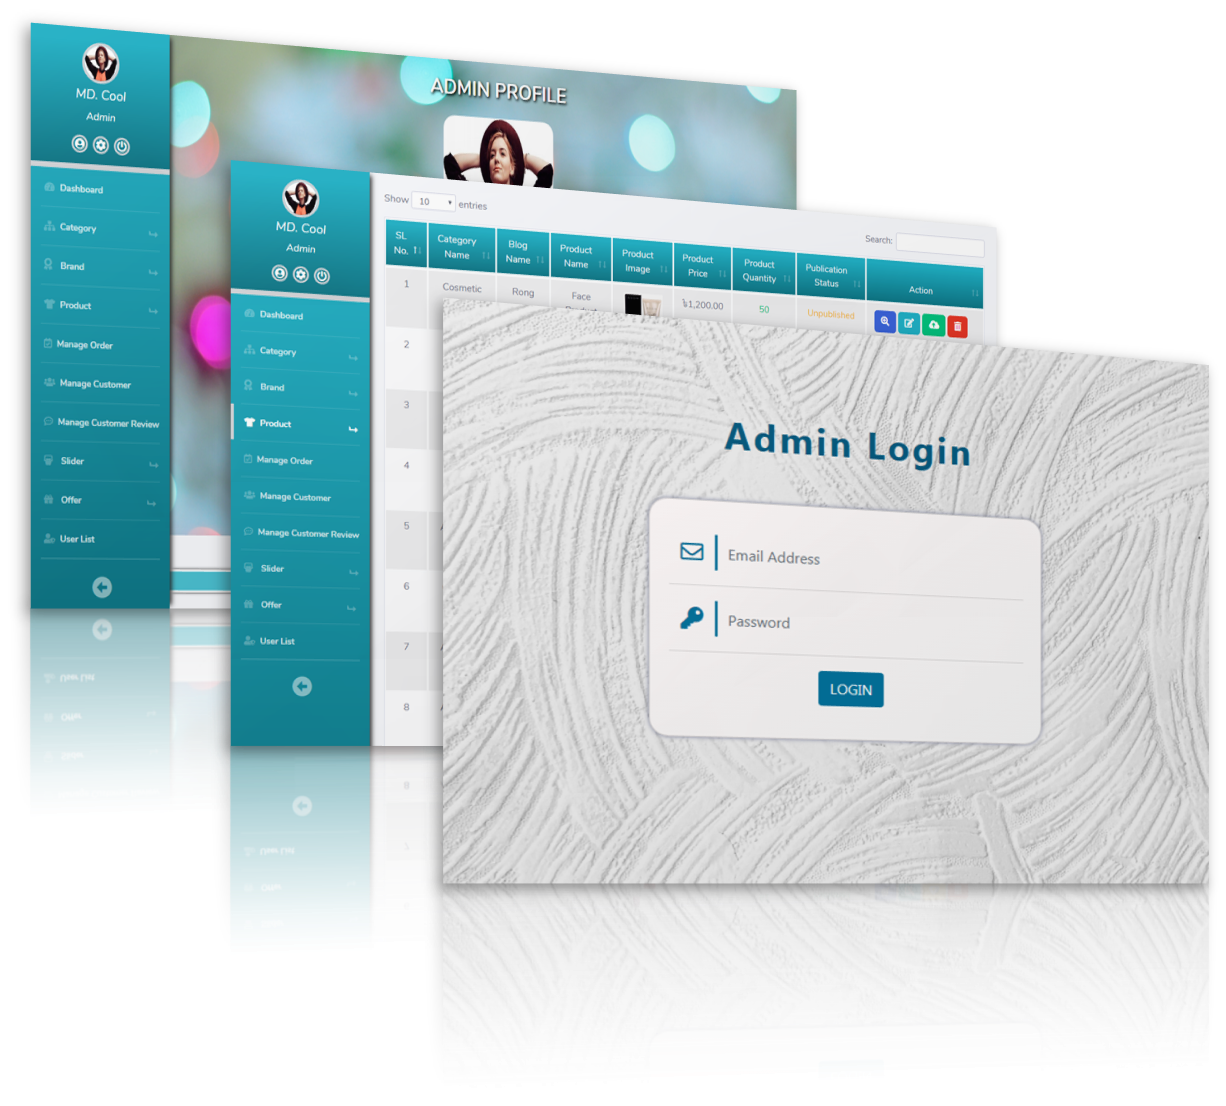 MD. Cool
Admin
Dashboard
Category
Brand
Product
Manage Order
Manage Customer
Manage Customer Review
Slider
Offer
User List
ADMIN PROFILE
MD. Cool
Admin
Dashboard
Category
Brand
Product
Manage Order
Manage Customer
Manage Customer Review
Slider
Offer
User List
Show 10 entries
Search:
SL No.
Category Name
Blog Name
Product Name
Product Image
Product Price
Product Quantity
Publication Status
Action
1
Cosmetic
Rong
Face
৳1,200.00
50
Unpublished
2
3
4
5
6
7
8
Admin Login
Email Address
Password
LOGIN